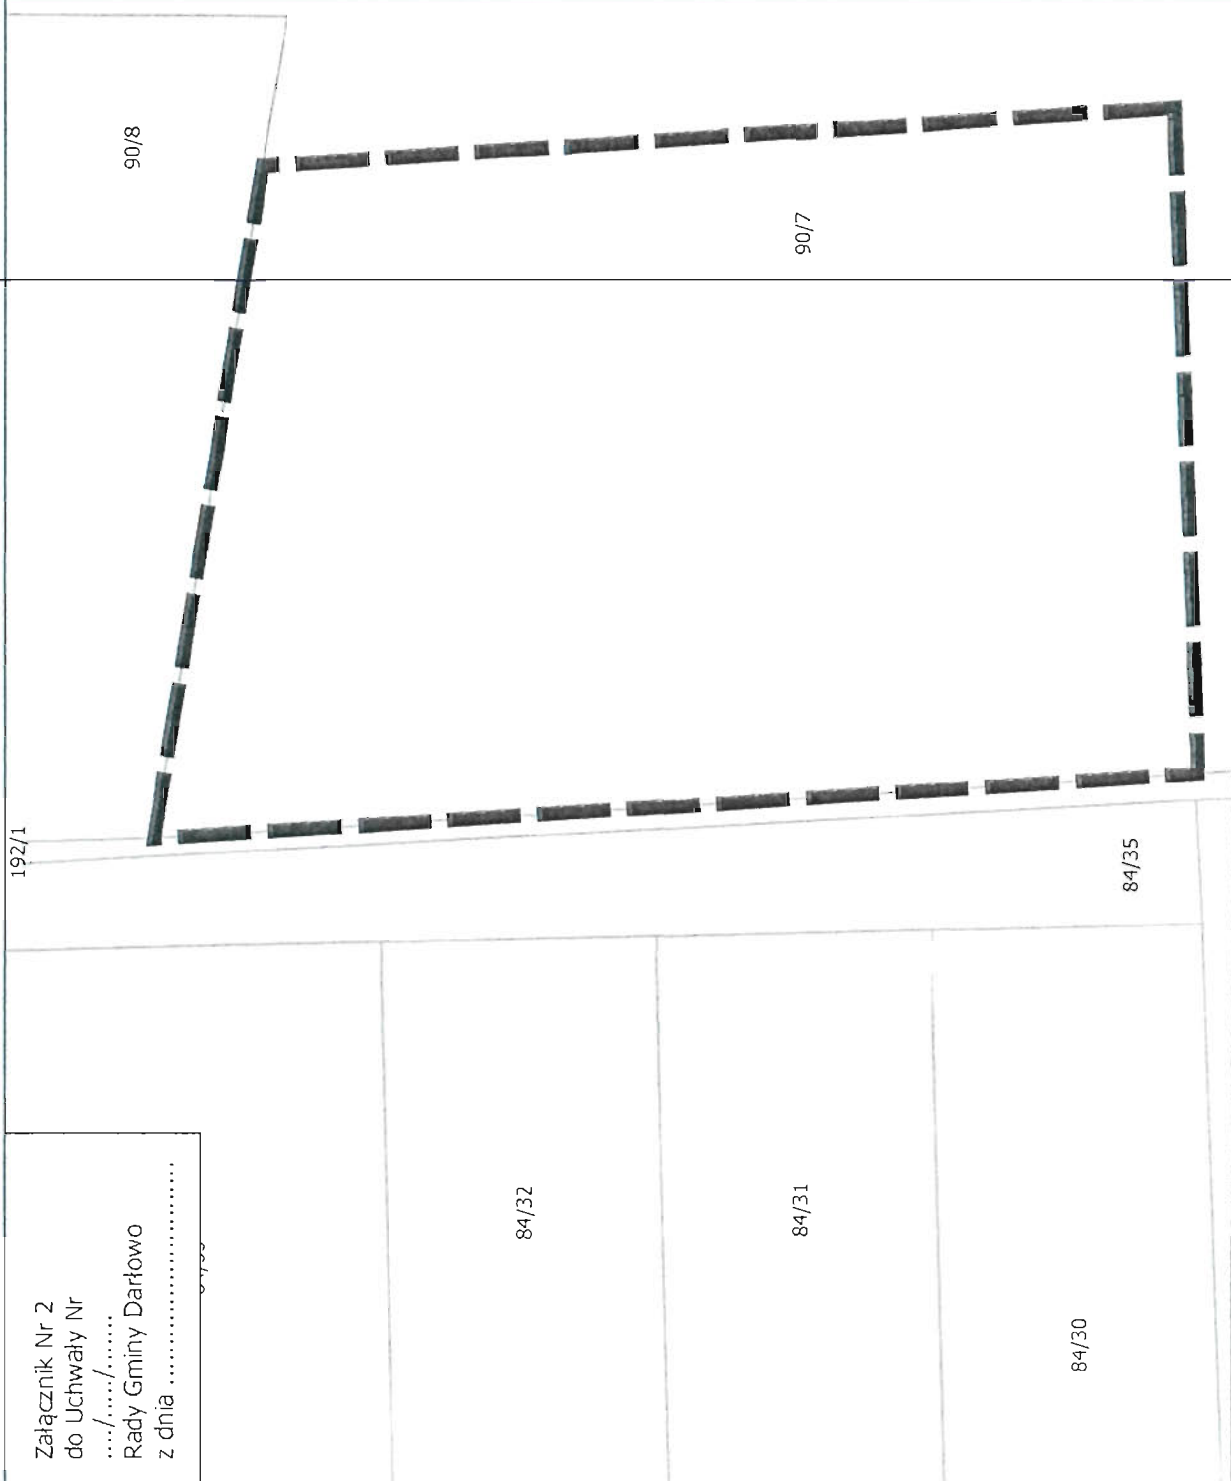 Załącznik Nr 2
do Uchwały Nr
..../...../.......
Rady Gminy Darłowo
z dnia ...................................
84/32
84/31
84/30
192/1
84/35
90/8
90/7